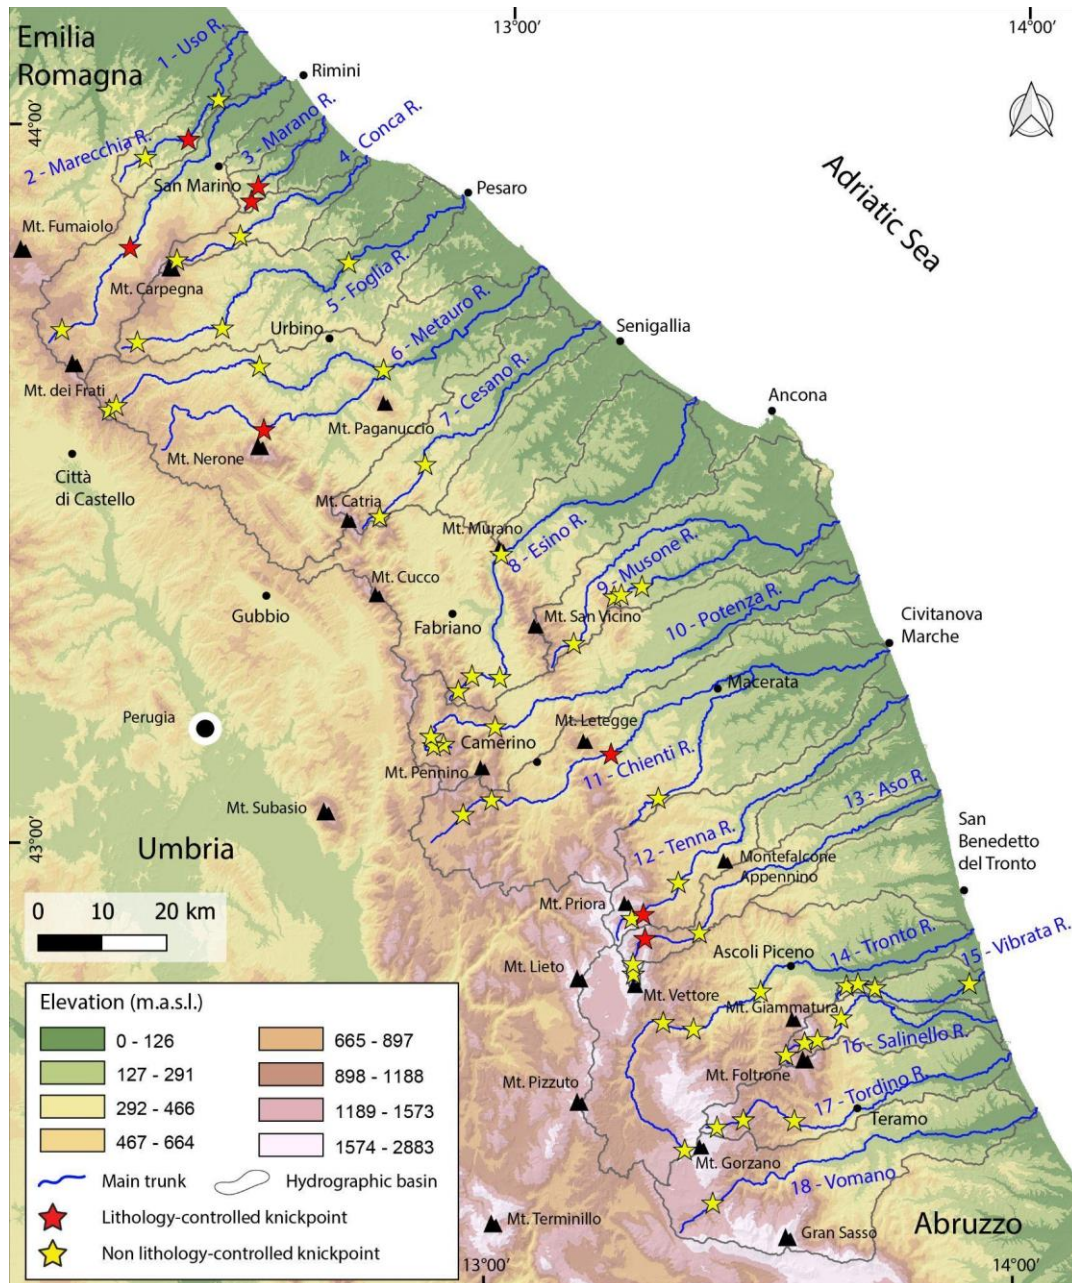 13°00'
14°00'
Emilia
Romagna
1 - Uso R.
Rimini
44°00'
2 - Marecchia R.
3 - Marano R.
4 - Conca R.
San Marino
Adriatic Sea
Pesaro
Mt. Fumaiolo
Mt. Carpegna
5 - Foglia R.
Urbino
6 - Metauro R.
Senigallia
Mt. dei Frati
7 - Cesano R.
Mt. Paganuccio
Ancona
Mt. Nerone
Città
di Castello
Mt. Catria
Mt. Murano
8 - Esino R.
9 - Musone R.
Mt. Cucco
Gubbio
Fabriano
Mt. San Vicino
10 - Potenza R.
Civitanova
Marche
Macerata
Perugia
Mt. Letegge
Camerino
11 - Chienti R.
Mt. Pennino
Mt. Subasio
13 - Aso R.
San
Benedetto
del Tronto
43°00'
Umbria
12 - Tenna R.
Montefalcone
Appennino
0 10 20 km
Mt. Priora
Ascoli Piceno
14 - Tronto R.
15 - Vibrata R.
Mt. Lieto
Mt. Vettore
Mt. Giammatura
16 - Salinello R.
Mt. Foltrone
Mt. Pizzuto
17 - Tordino R.
Teramo
Mt. Gorzano
18 - Vomano
Mt. Terminillo
Gran Sasso
Abruzzo
Elevation (m.a.s.l.)
0 - 126
665 - 897
127 - 291
898 - 1188
292 - 466
1189 - 1573
467 - 664
1574 - 2883
Main trunk
Hydrographic basin
Lithology-controlled knickpoint
Non lithology-controlled knickpoint
13°00'
14°00'